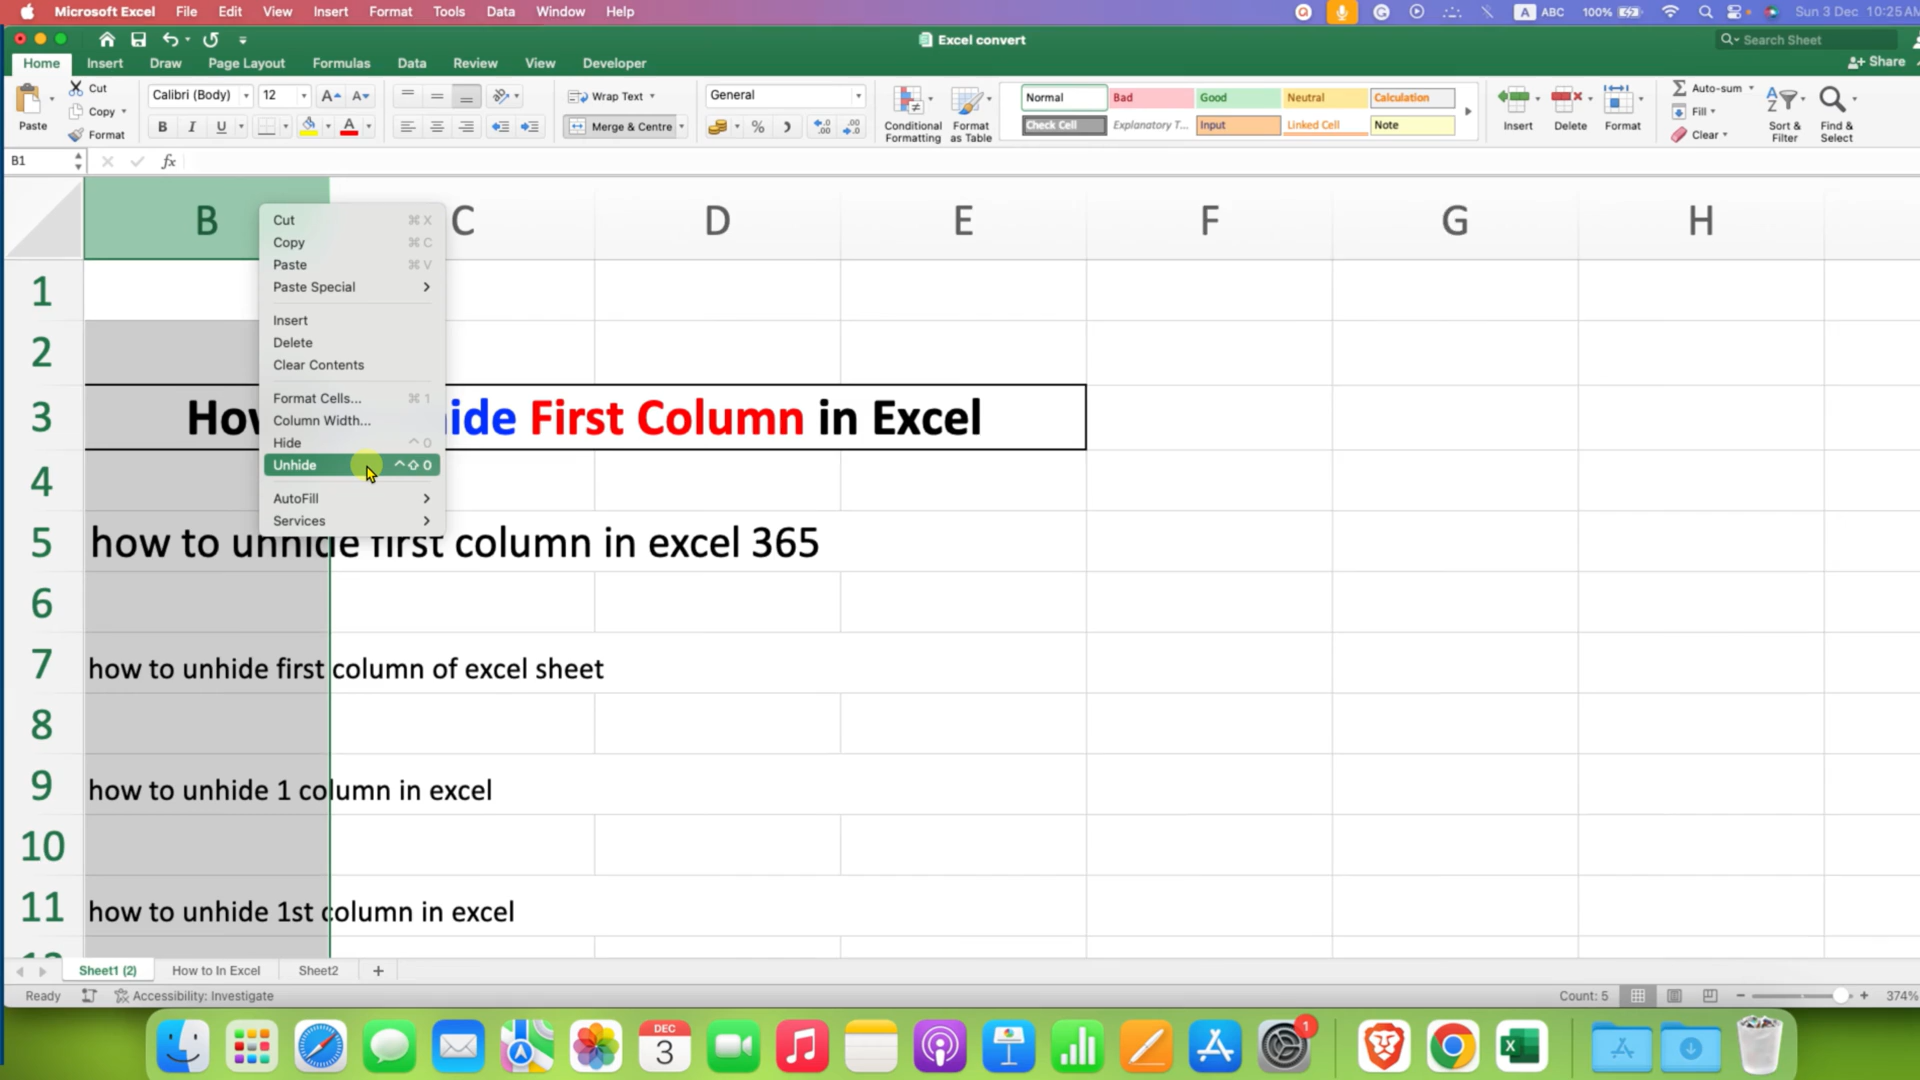 Microsoft Excel File Edit View Insert Format Tools Data Window Help A ABC 100% Sun 3 Dec 10:25AM
Excel convert
Search Sheet
Home Insert Draw Page Layout Formulas Data Review View Developer Share
Paste
Cut
Copy
Format
Calibri (Body) 12 A A
B I U A
Wrap Text
Merge & Centre
General
%
Conditional Formatting
Format as Table
Normal Bad Good Neutral Calculation
Check Cell Explanatory T... Input Linked Cell Note
Insert Delete Format
Auto-sum
Fill
Clear
Sort & Filter
Find & Select
B1 fx
B C D E F G H
Cut ⌘ X
Copy ⌘ C
Paste ⌘ V
Paste Special
Insert
Delete
Clear Contents
Format Cells... ⌘ 1
Column Width...
Hide ^ 0
Unhide ^ ⇧ 0
AutoFill
Services
1
2
3 How ide First Column in Excel
4
5 how to unhide first column in excel 365
6
7 how to unhide first column of excel sheet
8
9 how to unhide 1 column in excel
10
11 how to unhide 1st column in excel
12
Sheet1 (2) How to In Excel Sheet2 +
Ready Accessibility: Investigate Count: 5 − + 374%
DEC
3
1
X